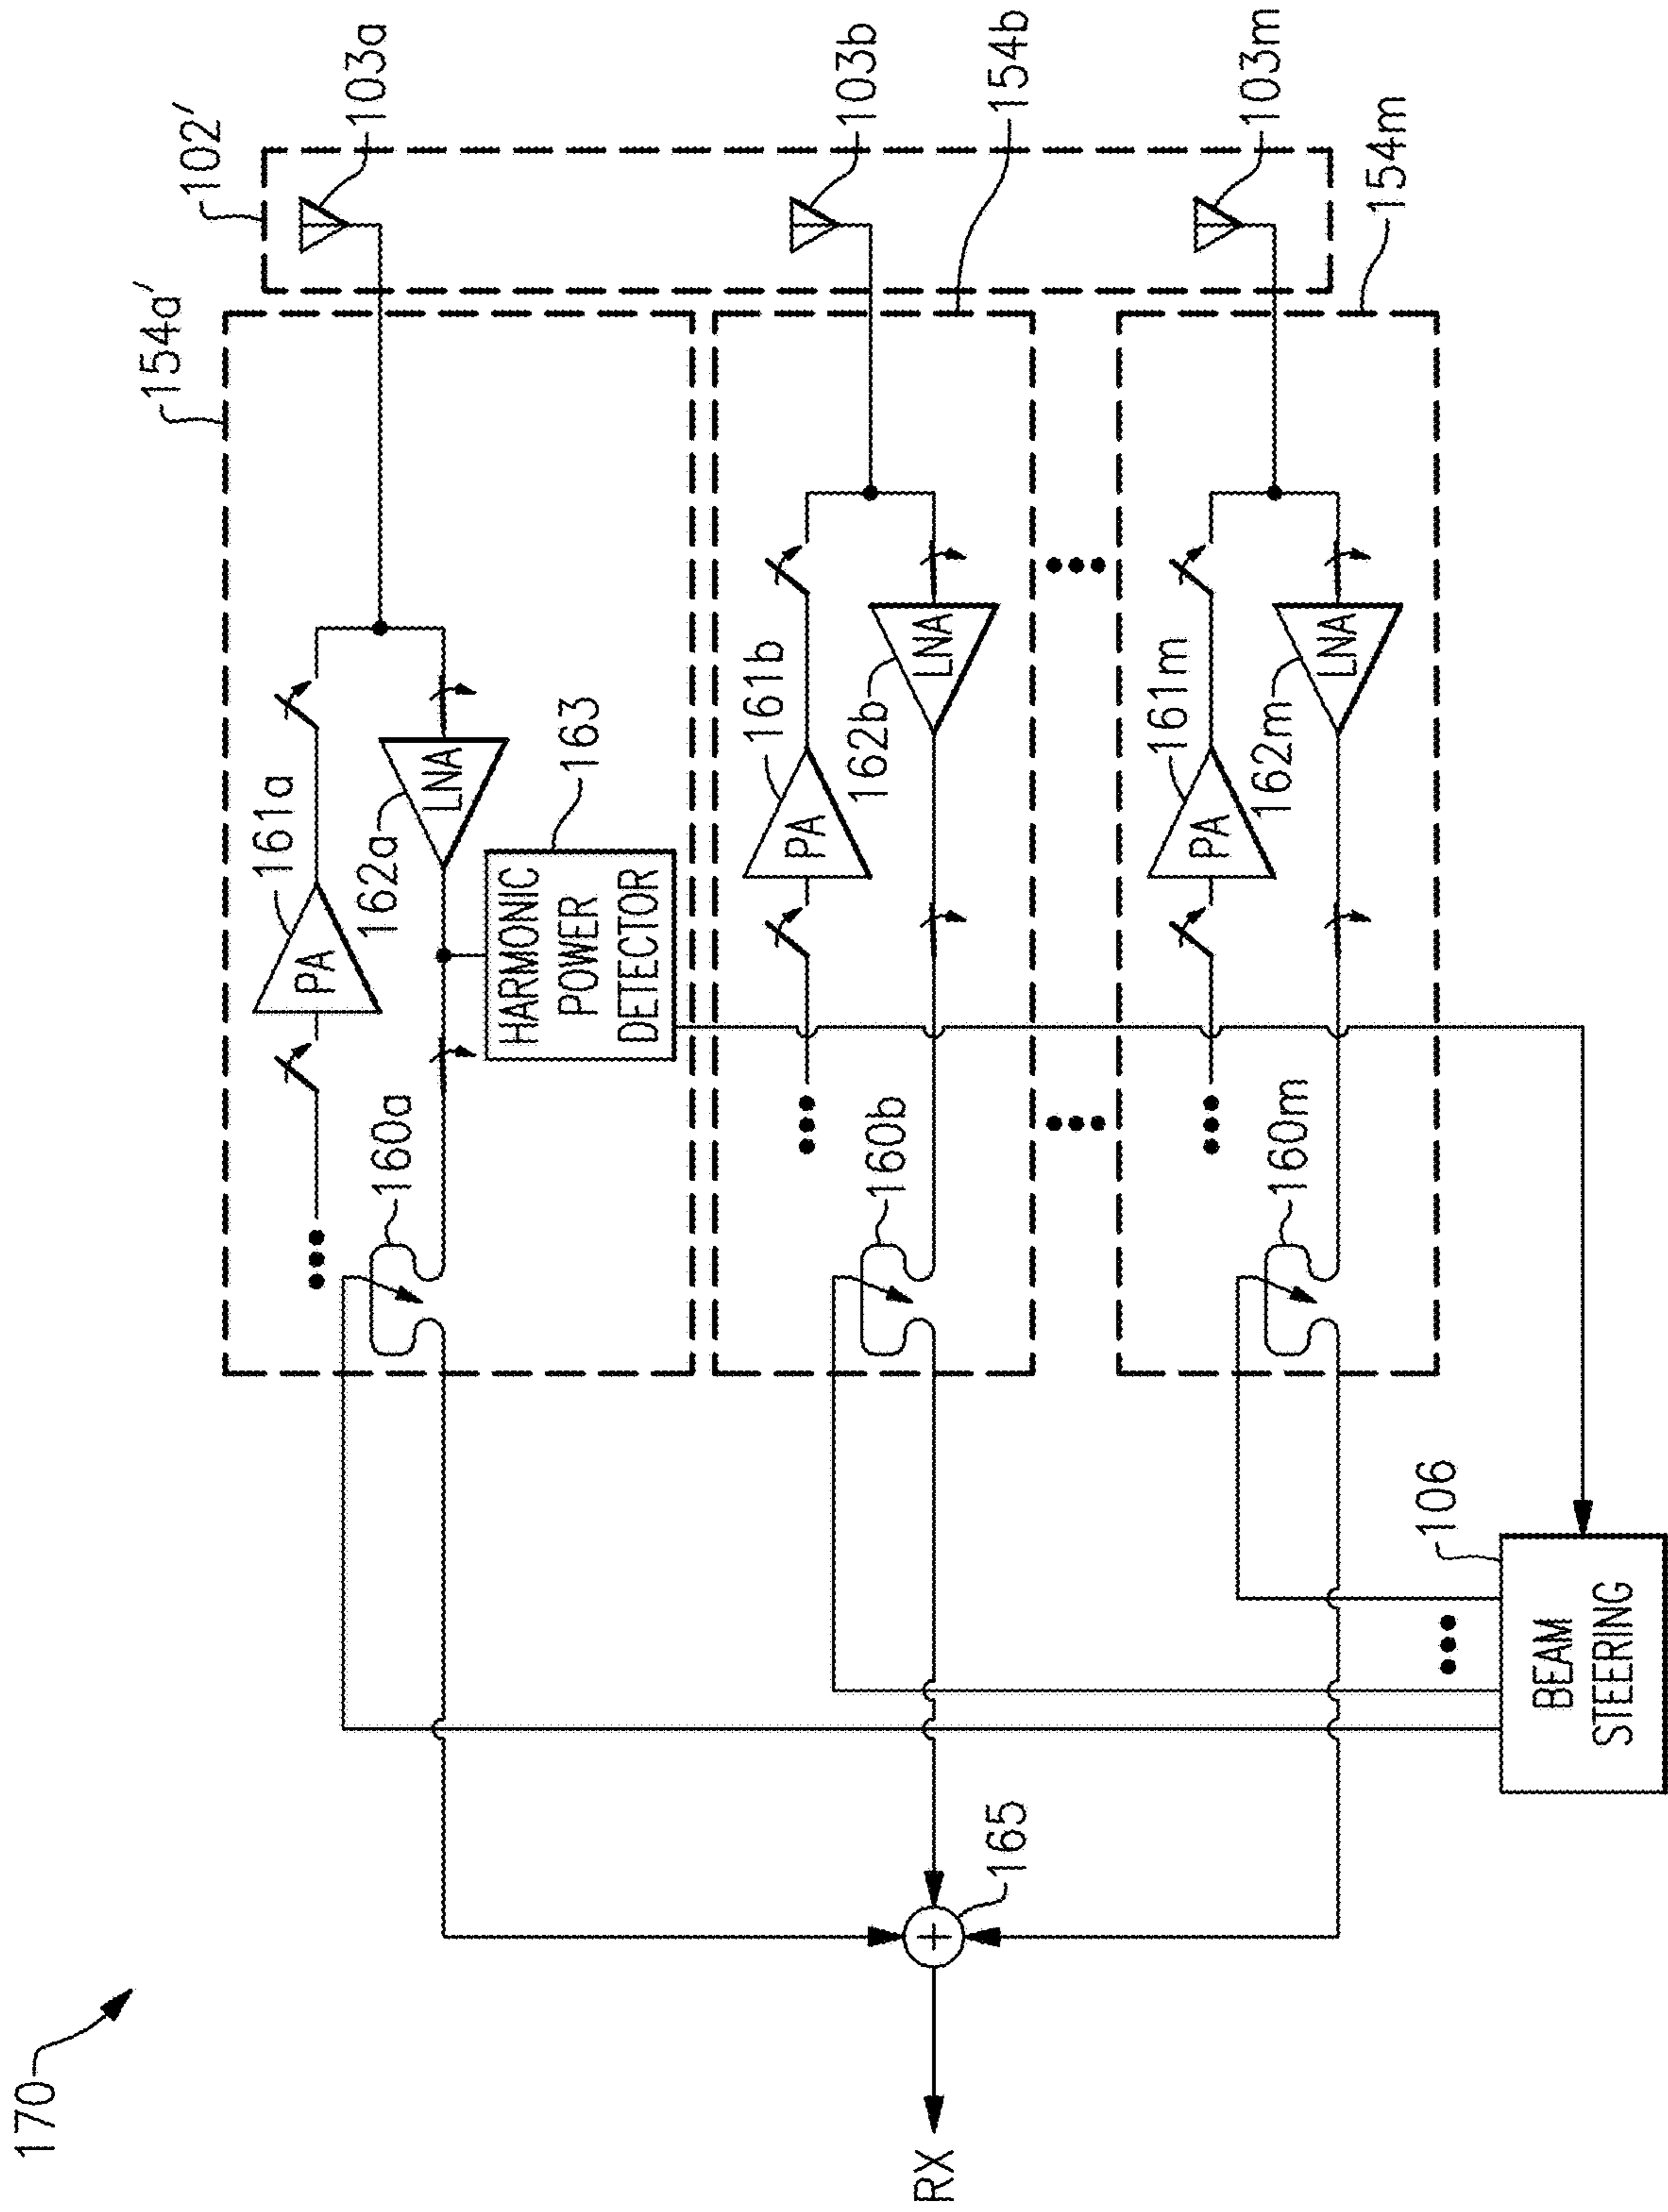 170
102'
103a
103b
154b
103m
154m
154a'
161a
PA
162a
LNA
163
HARMONIC
POWER
DETECTOR
160a
161b
PA
162b
LNA
160b
161m
PA
162m
LNA
160m
106
BEAM
STEERING
165
+
RX